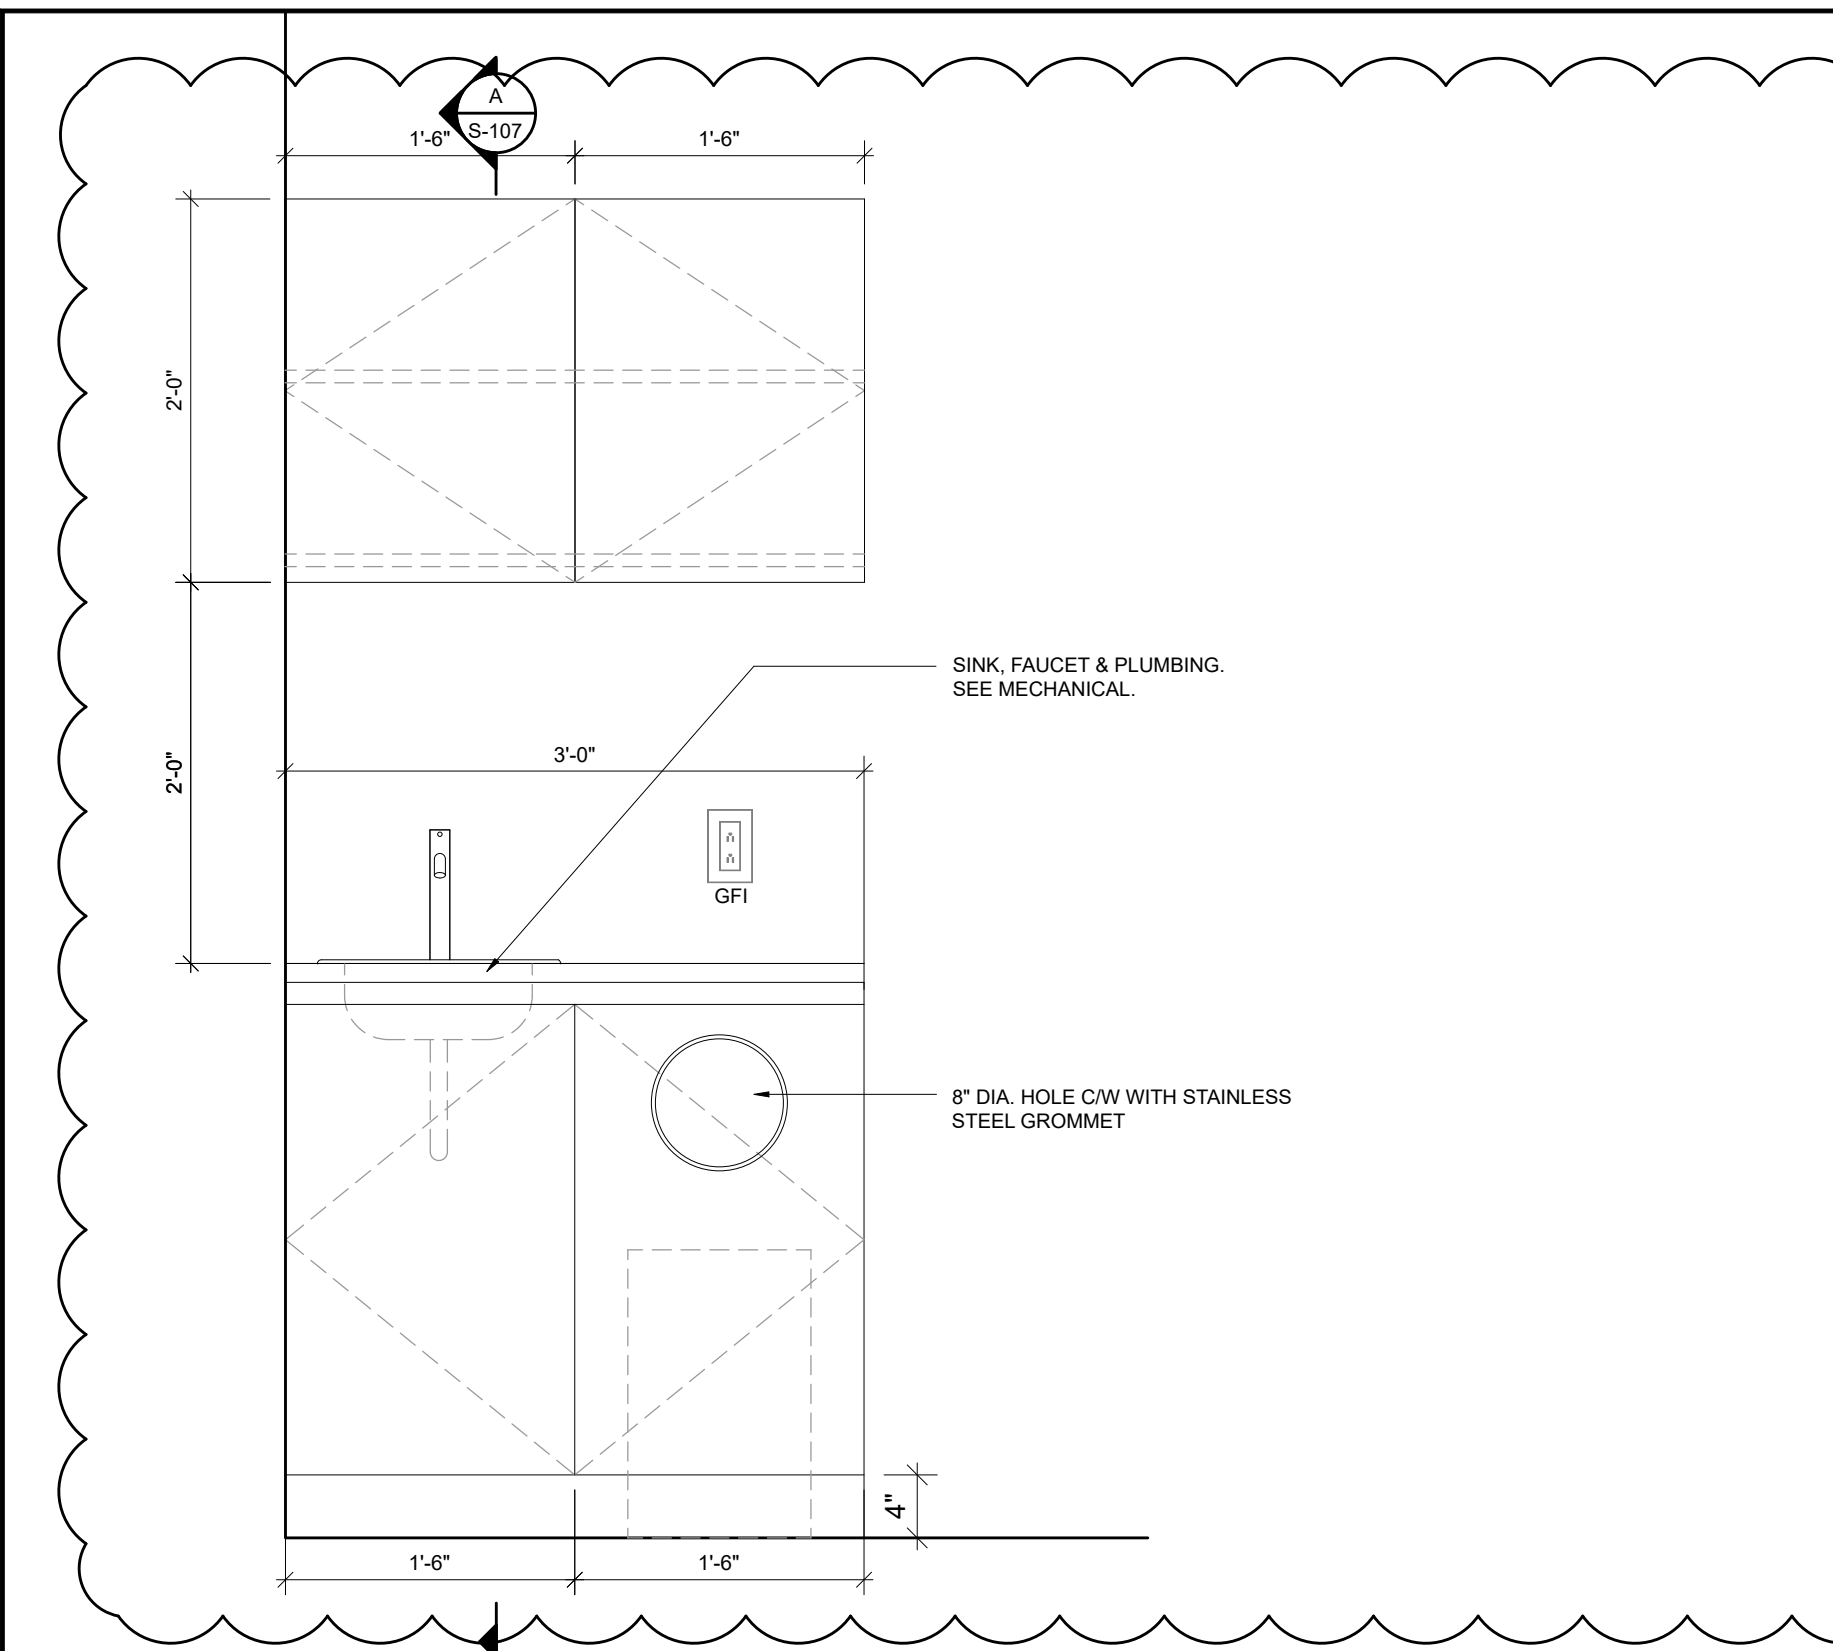 A
S-107
1'-6"
1'-6"
2'-0"
SINK, FAUCET & PLUMBING.
SEE MECHANICAL.
2'-0"
3'-0"
GFI
8" DIA. HOLE C/W WITH STAINLESS
STEEL GROMMET
4"
1'-6"
1'-6"